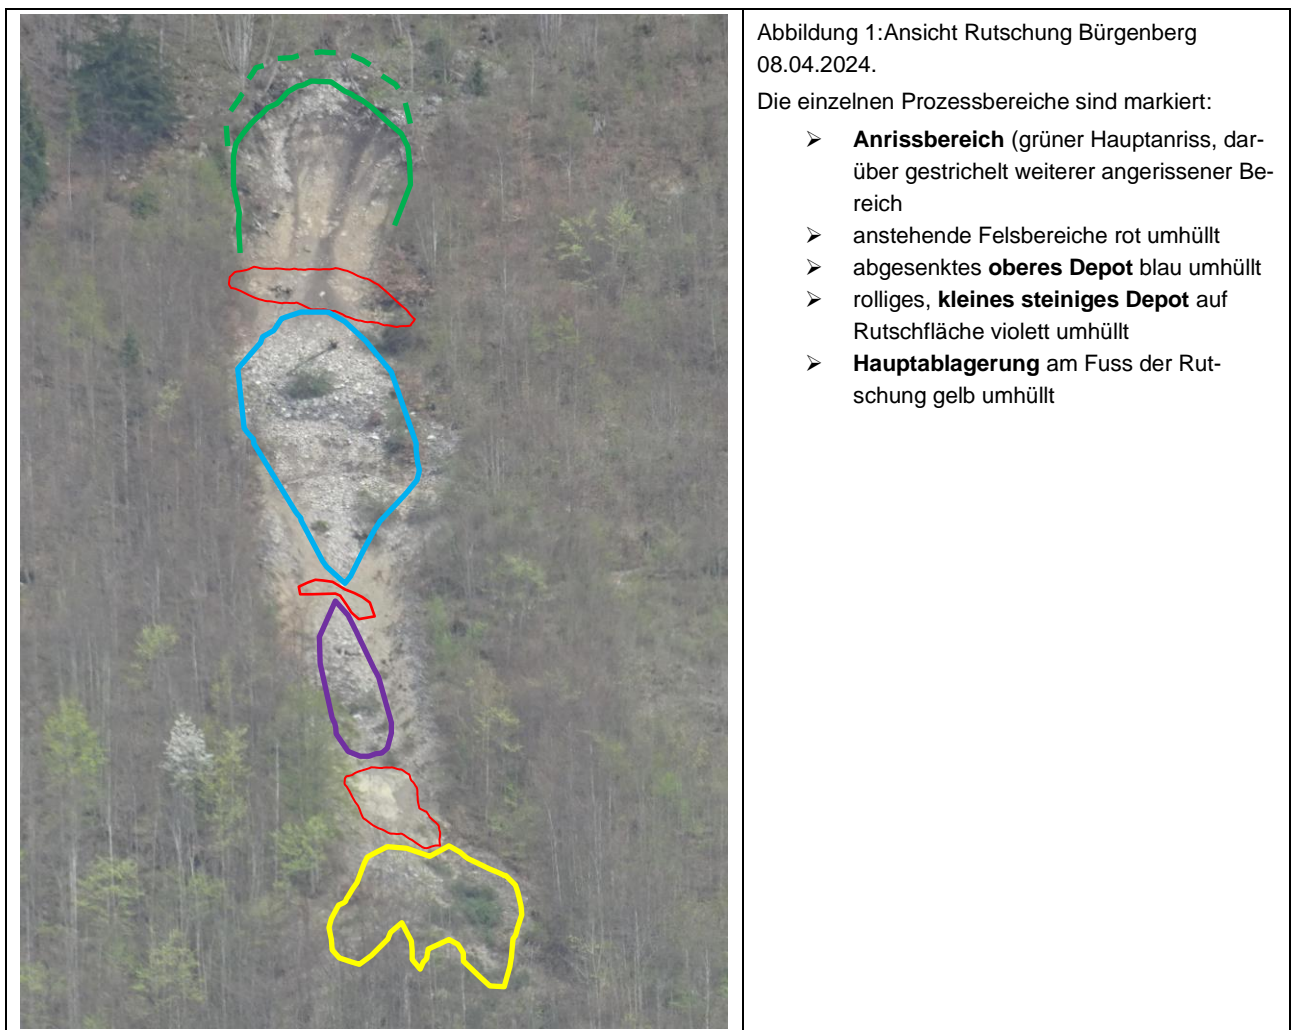 Abbildung 1:Ansicht Rutschung Bürgenberg
08.04.2024.
Die einzelnen Prozessbereiche sind markiert:
➢ Anrissbereich (grüner Hauptanriss, dar-
über gestrichelt weiterer angerissener Be-
reich
➢ anstehende Felsbereiche rot umhüllt
➢ abgesenktes oberes Depot blau umhüllt
➢ rolliges, kleines steiniges Depot auf
Rutschfläche violett umhüllt
➢ Hauptablagerung am Fuss der Rut-
schung gelb umhüllt